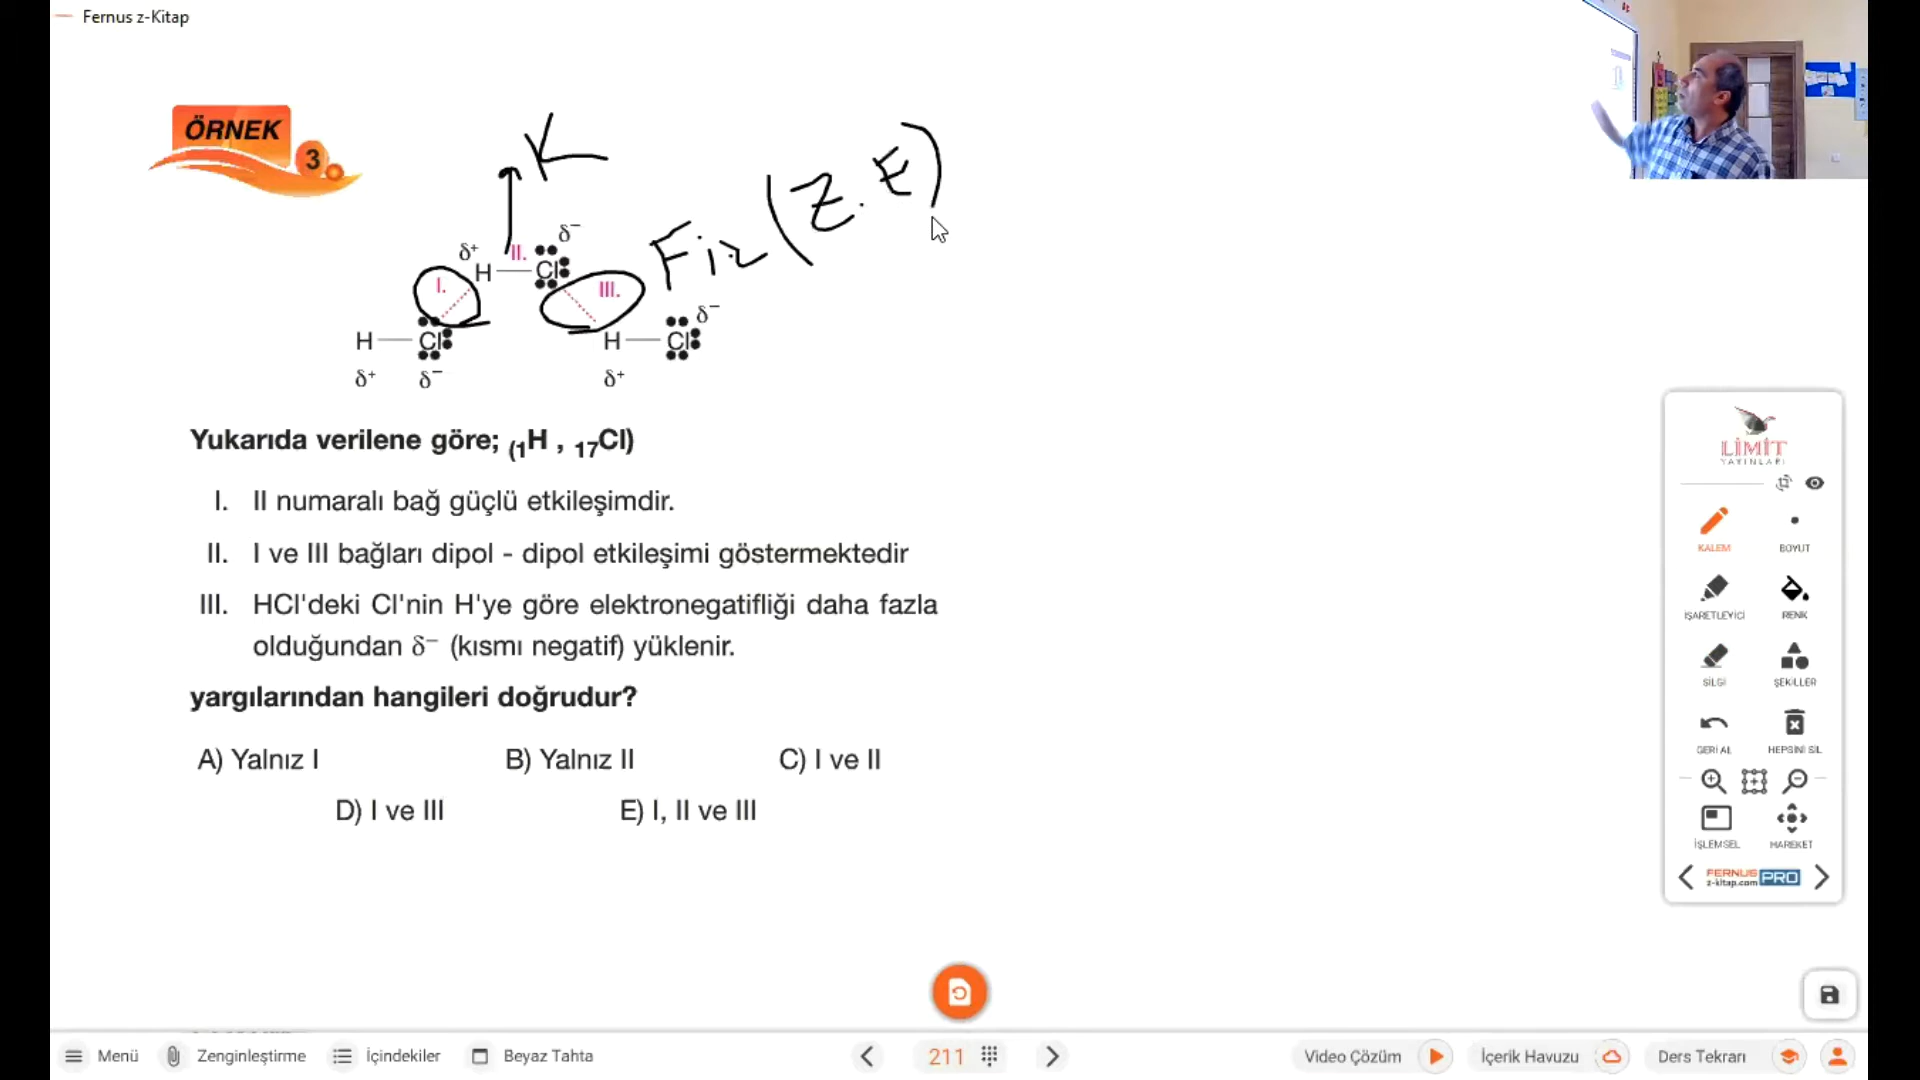 Fernus z-Kitap
ÖRNEK
3
K
Fiz (Z.E)
δ⁺ II. δ⁻
H Cl
I. III.
δ⁻
H Cl H Cl
δ⁺ δ⁻ δ⁺
Yukarıda verilene göre; (₁H , ₁₇Cl)
I. II numaralı bağ güçlü etkileşimdir.
II. I ve III bağları dipol - dipol etkileşimi göstermektedir
III. HCl'deki Cl'nin H'ye göre elektronegatifliği daha fazla
olduğundan δ⁻ (kısmı negatif) yüklenir.
yargılarından hangileri doğrudur?
A) Yalnız I B) Yalnız II C) I ve II
D) I ve III E) I, II ve III
LİMİT
YAYINLARI
KALEM BOYUT
İŞARETLEYİCİ RENK
SİLGİ ŞEKİLLER
GERİ AL HEPSİNİ SİL
İŞLEMSEL HAREKET
FERNUS
z-kitap.com PRO
Menü Zenginleştirme İçindekiler Beyaz Tahta 211 Video Çözüm İçerik Havuzu Ders Tekrarı